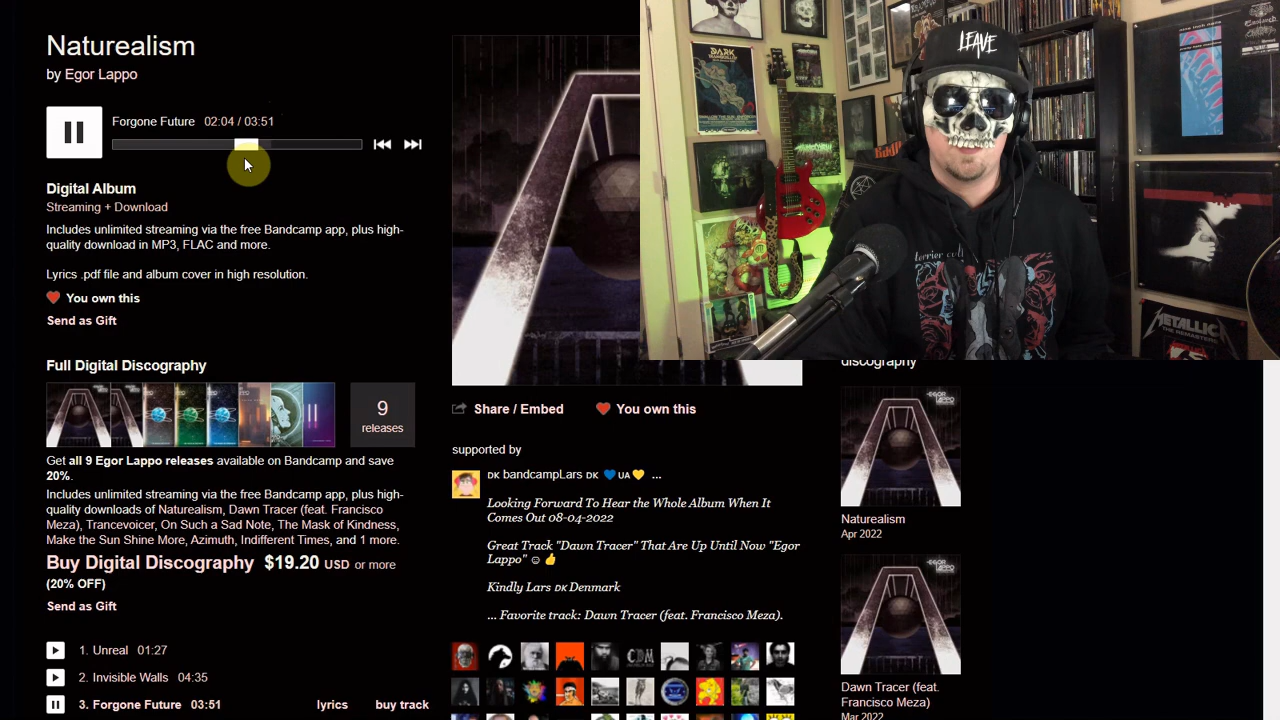 Naturealism
by Egor Lappo
Forgone Future 02:04 / 03:51
Digital Album
Streaming + Download
Includes unlimited streaming via the free Bandcamp app, plus high-
quality download in MP3, FLAC and more.
Lyrics .pdf file and album cover in high resolution.
You own this
Send as Gift
Full Digital Discography
9
releases
Get all 9 Egor Lappo releases available on Bandcamp and save
20%.
Includes unlimited streaming via the free Bandcamp app, plus high-
quality downloads of Naturealism, Dawn Tracer (feat. Francisco
Meza), Trancevoicer, On Such a Sad Note, The Mask of Kindness,
Make the Sun Shine More, Azimuth, Indifferent Times, and 1 more.
Buy Digital Discography $19.20 USD or more
(20% OFF)
Send as Gift
1. Unreal 01:27
2. Invisible Walls 04:35
3. Forgone Future 03:51 lyrics buy track
Share / Embed You own this
supported by
DK bandcampLars DK 💙 UA 💛 ...
Looking Forward To Hear the Whole Album When It
Comes Out 08-04-2022
Great Track "Dawn Tracer" That Are Up Until Now "Egor
Lappo" ☺ 👍
Kindly Lars DK Denmark
... Favorite track: Dawn Tracer (feat. Francisco Meza).
CDM
LEAVE
DARK
METALLICA
THE REMASTERS
discography
EGOR
LAPPO
Naturealism
Apr 2022
EGOR
LAPPO
Dawn Tracer (feat.
Francisco Meza)
Mar 2022